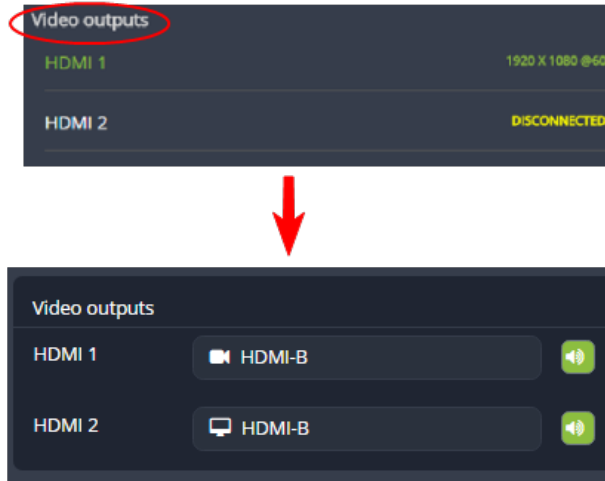 Video outputs
HDMI 1 1920 X 1080 @60
HDMI 2 DISCONNECTED
Video outputs
HDMI 1 HDMI-B
HDMI 2 HDMI-B